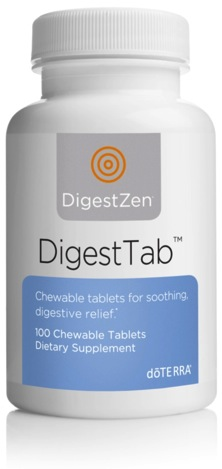 DigestZen®
DigestTab™
Chewable tablets for soothing,
digestive relief.*
100 Chewable Tablets
Dietary Supplement
dōTERRA®